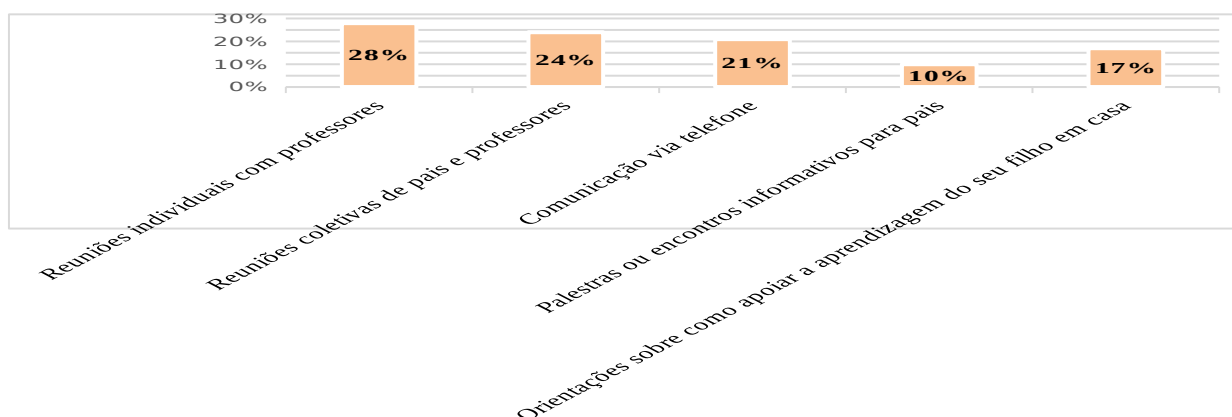 30%
20%
10%
0%
28%
24%
21%
10%
17%
Reuniões individuais com professores
Reuniões coletivas de pais e professores
Comunicação via telefone
Palestras ou encontros informativos para pais
Orientações sobre como apoiar a aprendizagem do seu filho em casa